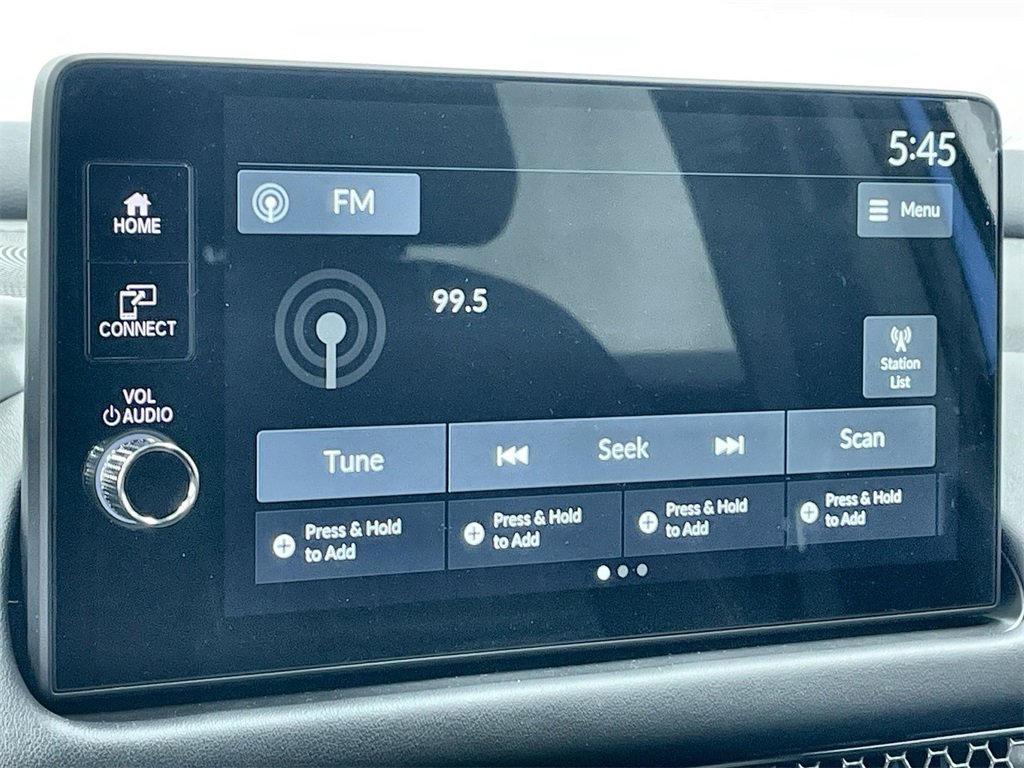 5:45
HOME
FM
Menu
CONNECT
99.5
Station
List
VOL
AUDIO
Tune
Seek
Scan
Press & Hold
to Add
Press & Hold
to Add
Press & Hold
to Add
Press & Hold
to Add